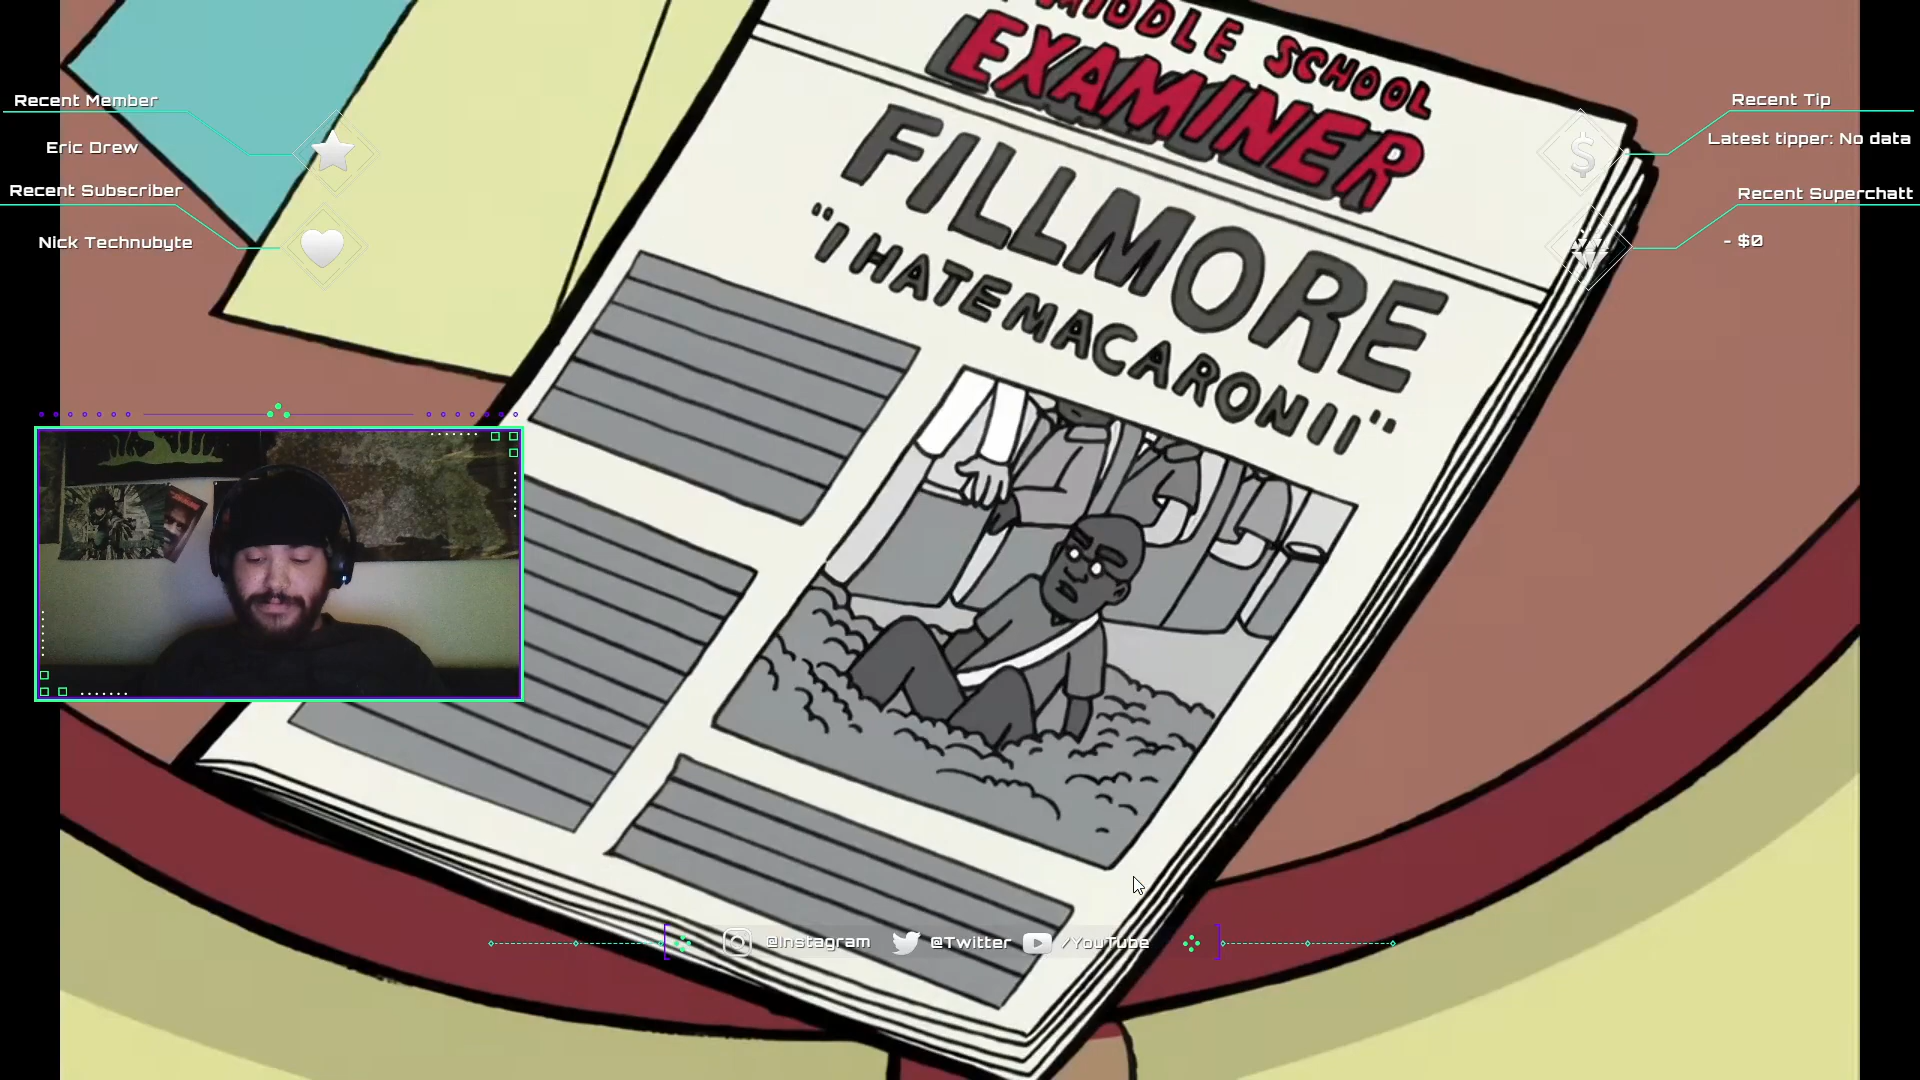 MIDDLE SCHOOL
EXAMINER
FILLMORE
"I HATE MACARONI!"
Recent Member
Eric Drew
Recent Subscriber
Nick Technubyte
Recent Tip
Latest tipper: No data
Recent Superchatt
- $0
@Instagram
@Twitter
/YouTube